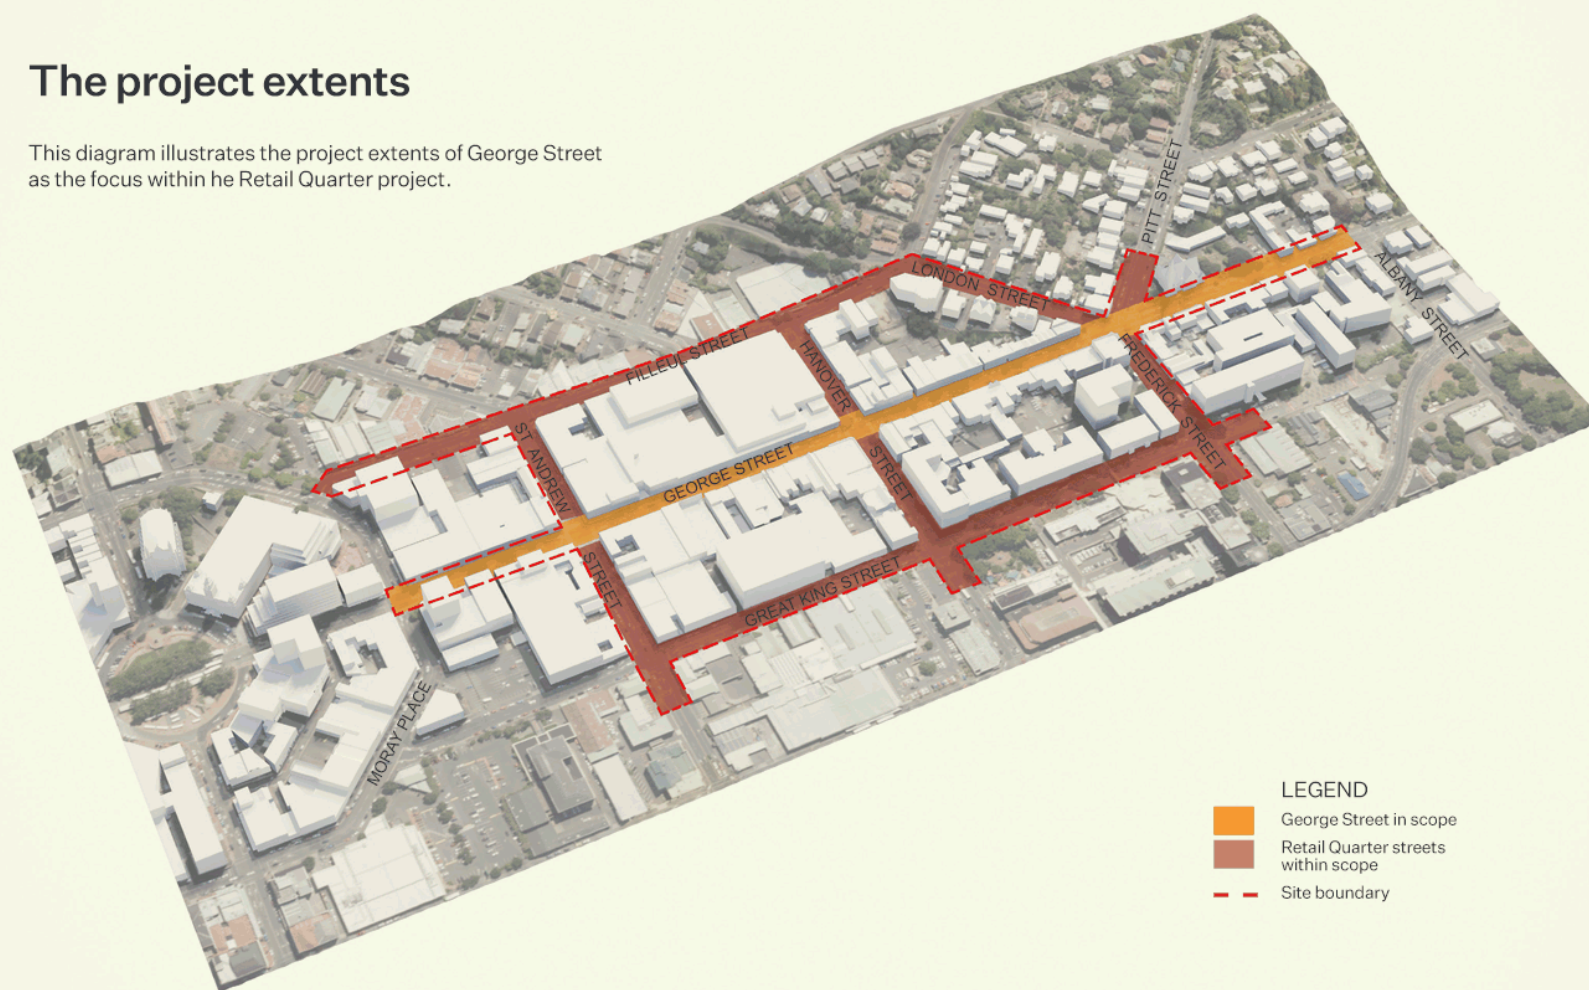 The project extents
This diagram illustrates the project extents of George Street
as the focus within he Retail Quarter project.
PITT STREET
LONDON STREET
ALBANY STREET
FILLEUL STREET
HANOVER STREET
FREDERICK STREET
ST ANDREW STREET
GEORGE STREET
GREAT KING STREET
MORAY PLACE
LEGEND
George Street in scope
Retail Quarter streets
within scope
Site boundary